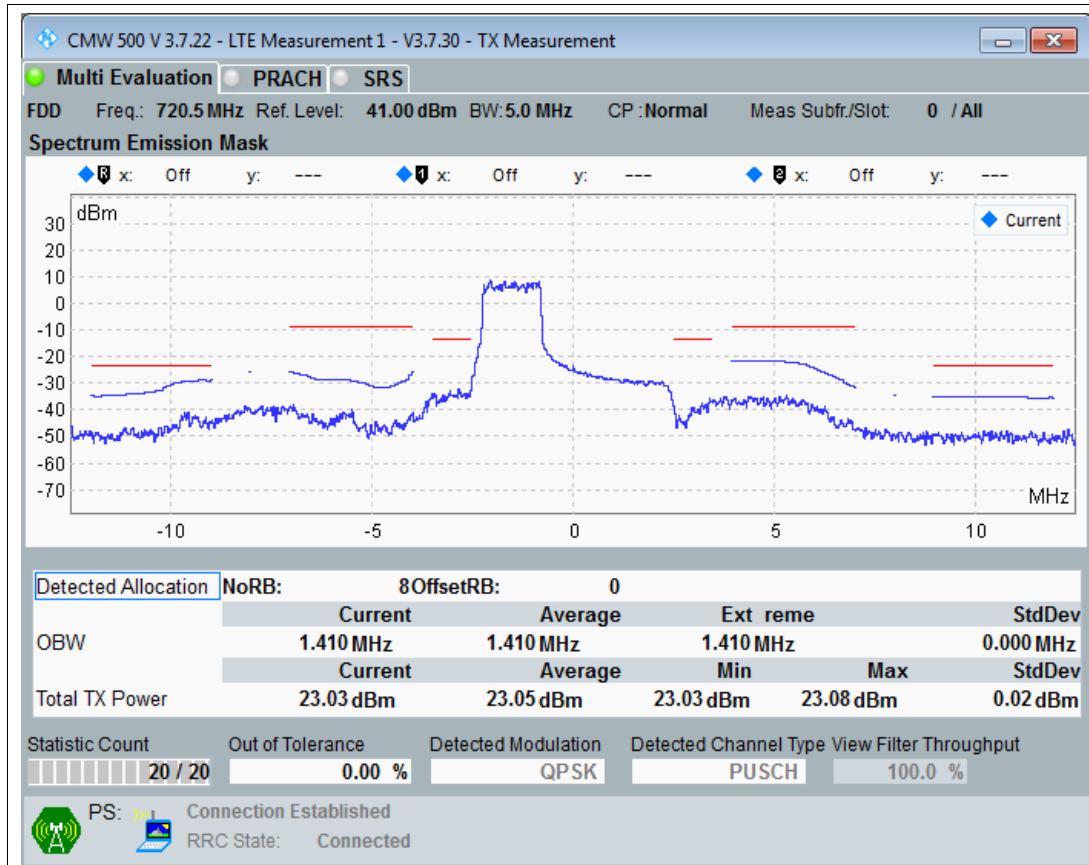 CMW 500 V 3.7.22 - LTE Measurement 1 - V3.7.30 - TX Measurement
Multi Evaluation PRACH SRS
FDD Freq.: 720.5 MHz Ref. Level: 41.00 dBm BW: 5.0 MHz CP : Normal Meas Subfr./Slot: 0 / All
Spectrum Emission Mask
R x: Off y: --- 1 x: Off y: --- 2 x: Off y: ---
dBm
Current
30
20
10
0
-10
-20
-30
-40
-50
-60
-70
MHz
-10 -5 0 5 10
Detected Allocation NoRB: 8 OffsetRB: 0
Current Average Ext reme StdDev
OBW 1.410 MHz 1.410 MHz 1.410 MHz 0.000 MHz
Current Average Min Max StdDev
Total TX Power 23.03 dBm 23.05 dBm 23.03 dBm 23.08 dBm 0.02 dBm
Statistic Count Out of Tolerance Detected Modulation Detected Channel Type View Filter Throughput
20 / 20 0.00 % QPSK PUSCH 100.0 %
PS: Connection Established
RRC State: Connected